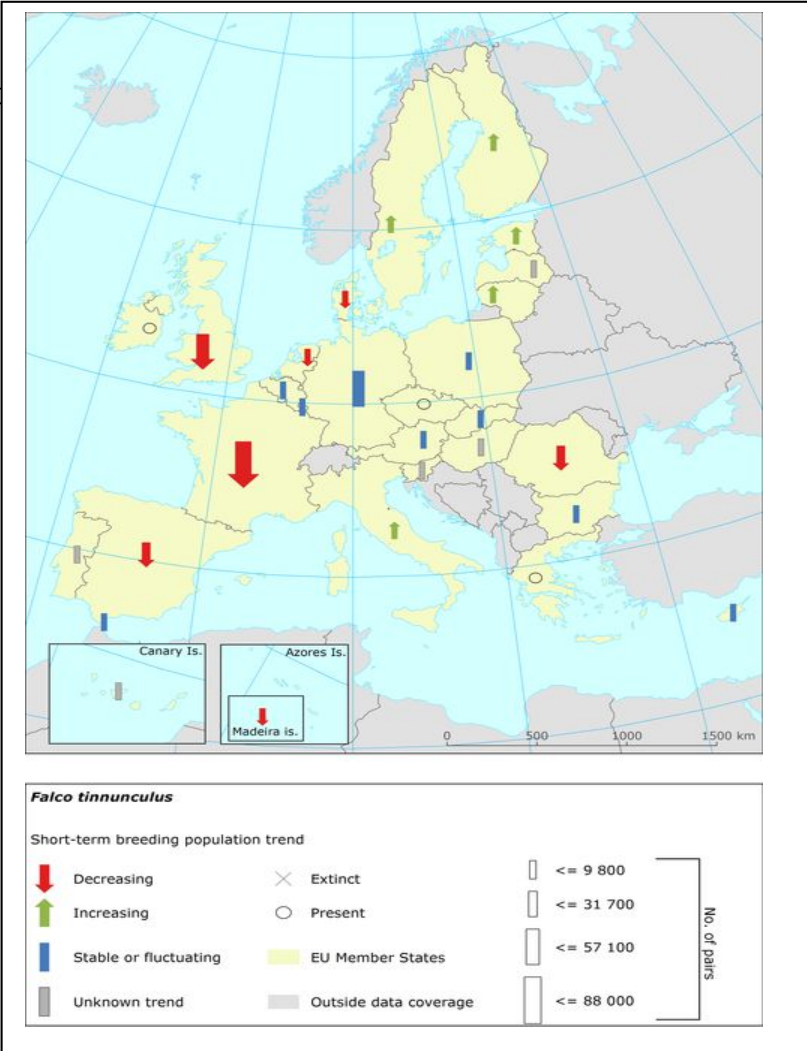 Canary Is.
Azores Is.
Madeira is.
0 500 1000 1500 km
Falco tinnunculus
Short-term breeding population trend
Decreasing
Increasing
Stable or fluctuating
Unknown trend
Extinct
Present
EU Member States
Outside data coverage
<= 9 800
<= 31 700
<= 57 100
<= 88 000
No. of pairs